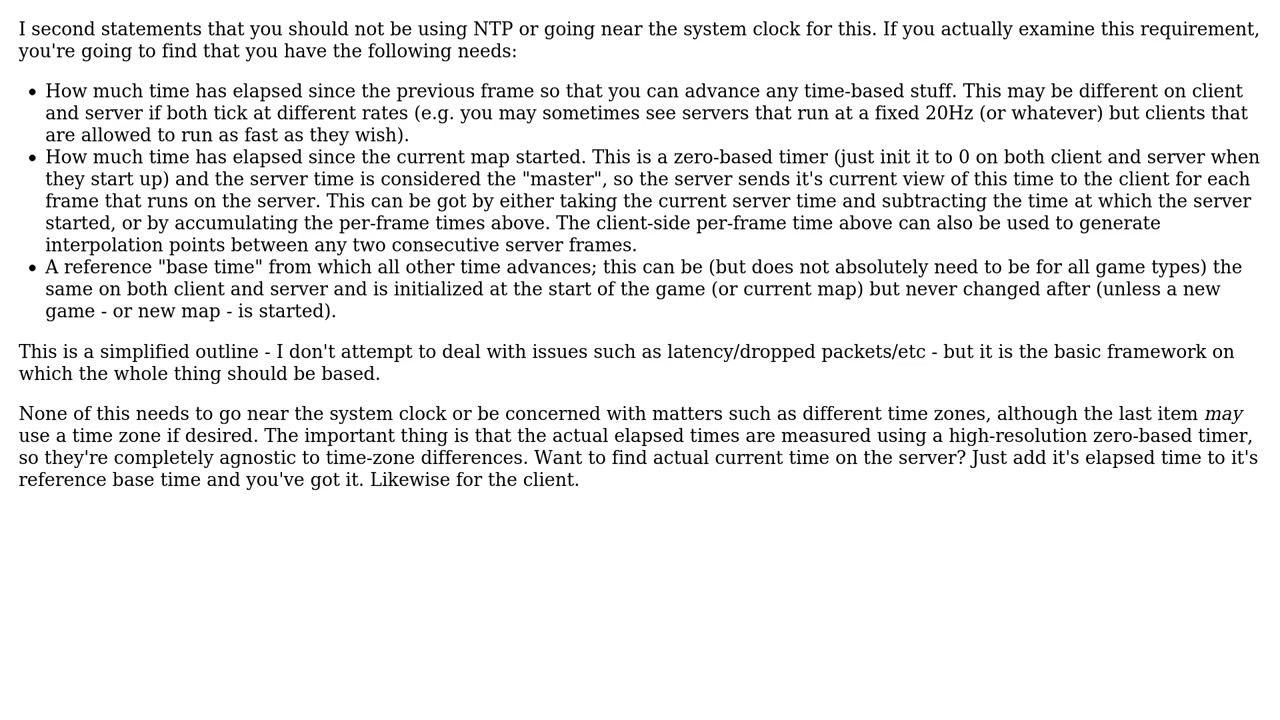 I second statements that you should not be using NTP or going near the system clock for this. If you actually examine this requirement,
you're going to find that you have the following needs:
• How much time has elapsed since the previous frame so that you can advance any time-based stuff. This may be different on client
and server if both tick at different rates (e.g. you may sometimes see servers that run at a fixed 20Hz (or whatever) but clients that
are allowed to run as fast as they wish).
• How much time has elapsed since the current map started. This is a zero-based timer (just init it to 0 on both client and server when
they start up) and the server time is considered the "master", so the server sends it's current view of this time to the client for each
frame that runs on the server. This can be got by either taking the current server time and subtracting the time at which the server
started, or by accumulating the per-frame times above. The client-side per-frame time above can also be used to generate
interpolation points between any two consecutive server frames.
• A reference "base time" from which all other time advances; this can be (but does not absolutely need to be for all game types) the
same on both client and server and is initialized at the start of the game (or current map) but never changed after (unless a new
game - or new map - is started).
This is a simplified outline - I don't attempt to deal with issues such as latency/dropped packets/etc - but it is the basic framework on
which the whole thing should be based.
None of this needs to go near the system clock or be concerned with matters such as different time zones, although the last item may
use a time zone if desired. The important thing is that the actual elapsed times are measured using a high-resolution zero-based timer,
so they're completely agnostic to time-zone differences. Want to find actual current time on the server? Just add it's elapsed time to it's
reference base time and you've got it. Likewise for the client.